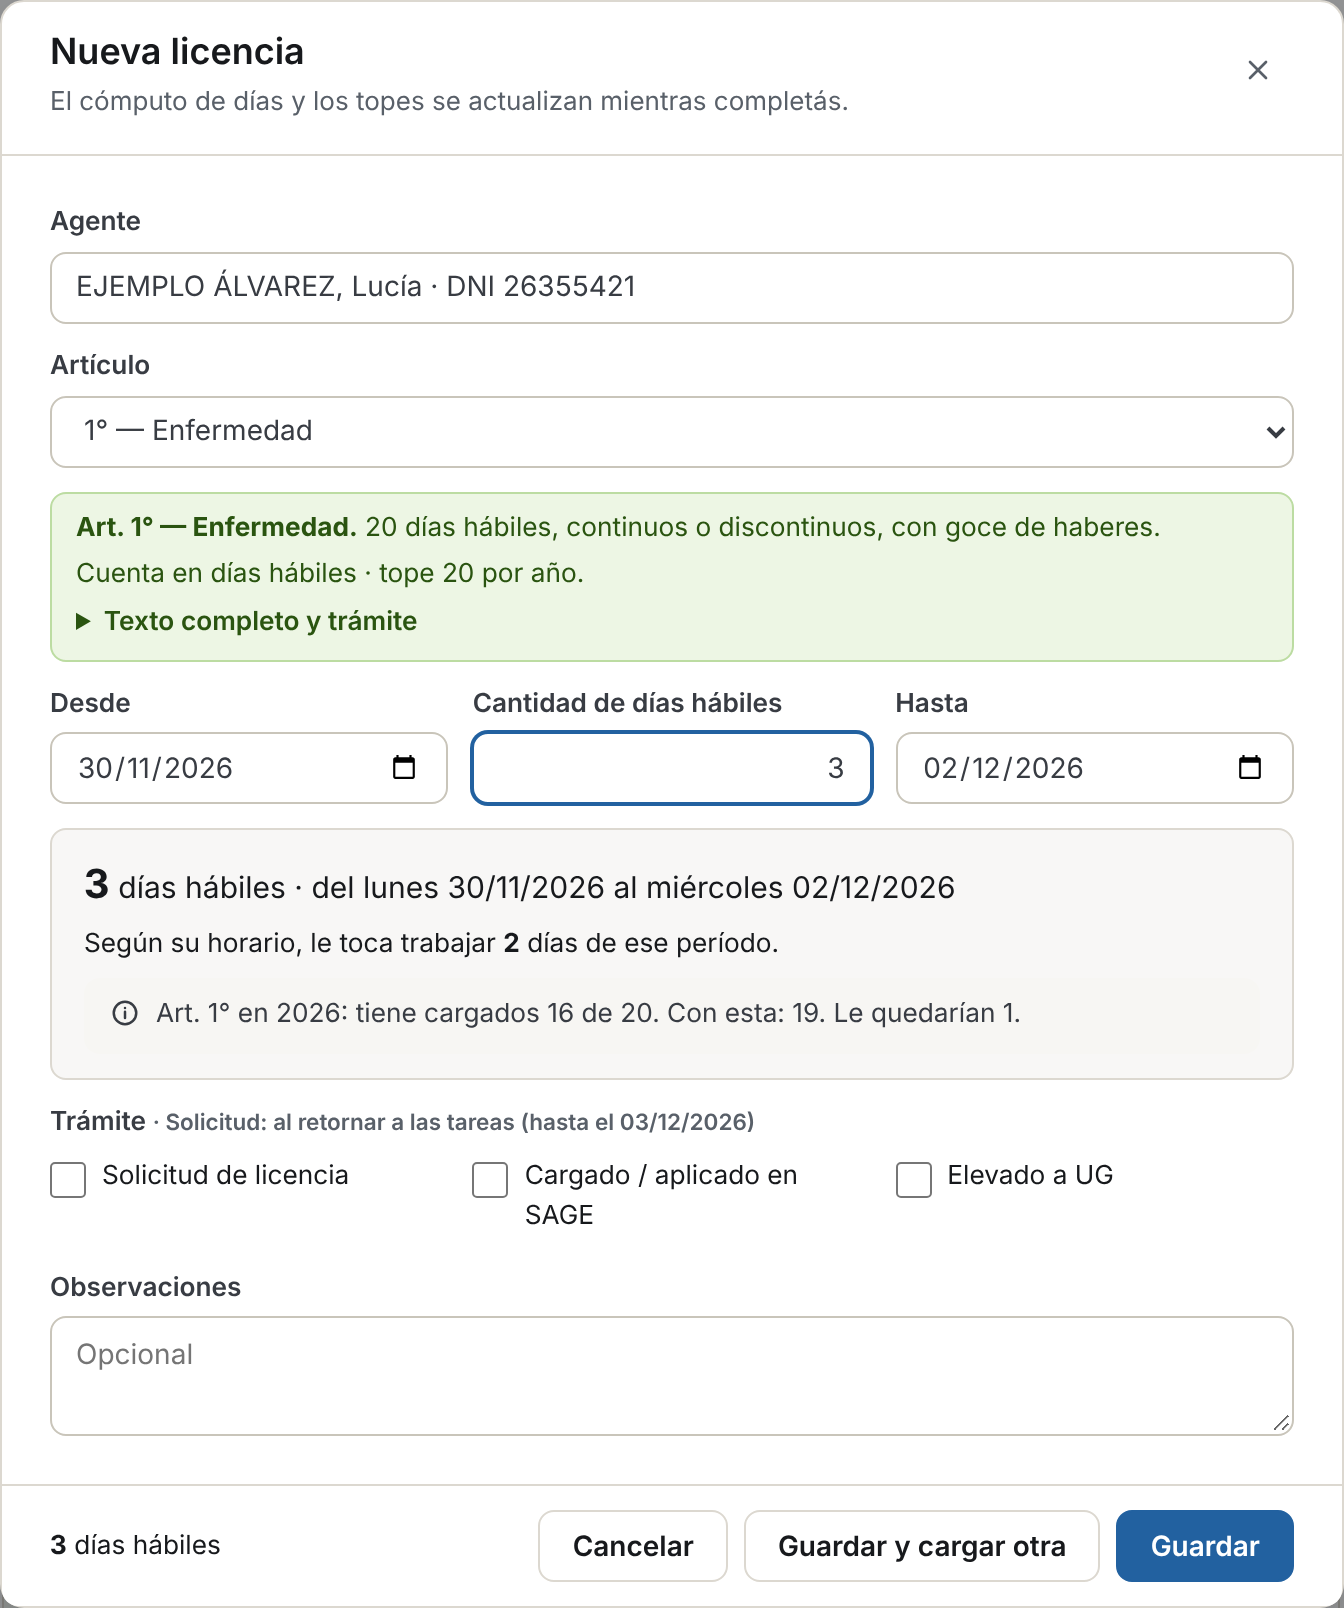 Nueva licencia
El cómputo de días y los topes se actualizan mientras completás.
Agente
EJEMPLO ÁLVAREZ, Lucía · DNI 26355421
Artículo
1° — Enfermedad
Art. 1° — Enfermedad. 20 días hábiles, continuos o discontinuos, con goce de haberes.
Cuenta en días hábiles · tope 20 por año.
Texto completo y trámite
Desde
Cantidad de días hábiles
Hasta
30/11/2026
3
02/12/2026
3 días hábiles · del lunes 30/11/2026 al miércoles 02/12/2026
Según su horario, le toca trabajar 2 días de ese período.
Art. 1° en 2026: tiene cargados 16 de 20. Con esta: 19. Le quedarían 1.
Trámite · Solicitud: al retornar a las tareas (hasta el 03/12/2026)
Solicitud de licencia
Cargado / aplicado en
SAGE
Elevado a UG
Observaciones
Opcional
3 días hábiles
Cancelar
Guardar y cargar otra
Guardar